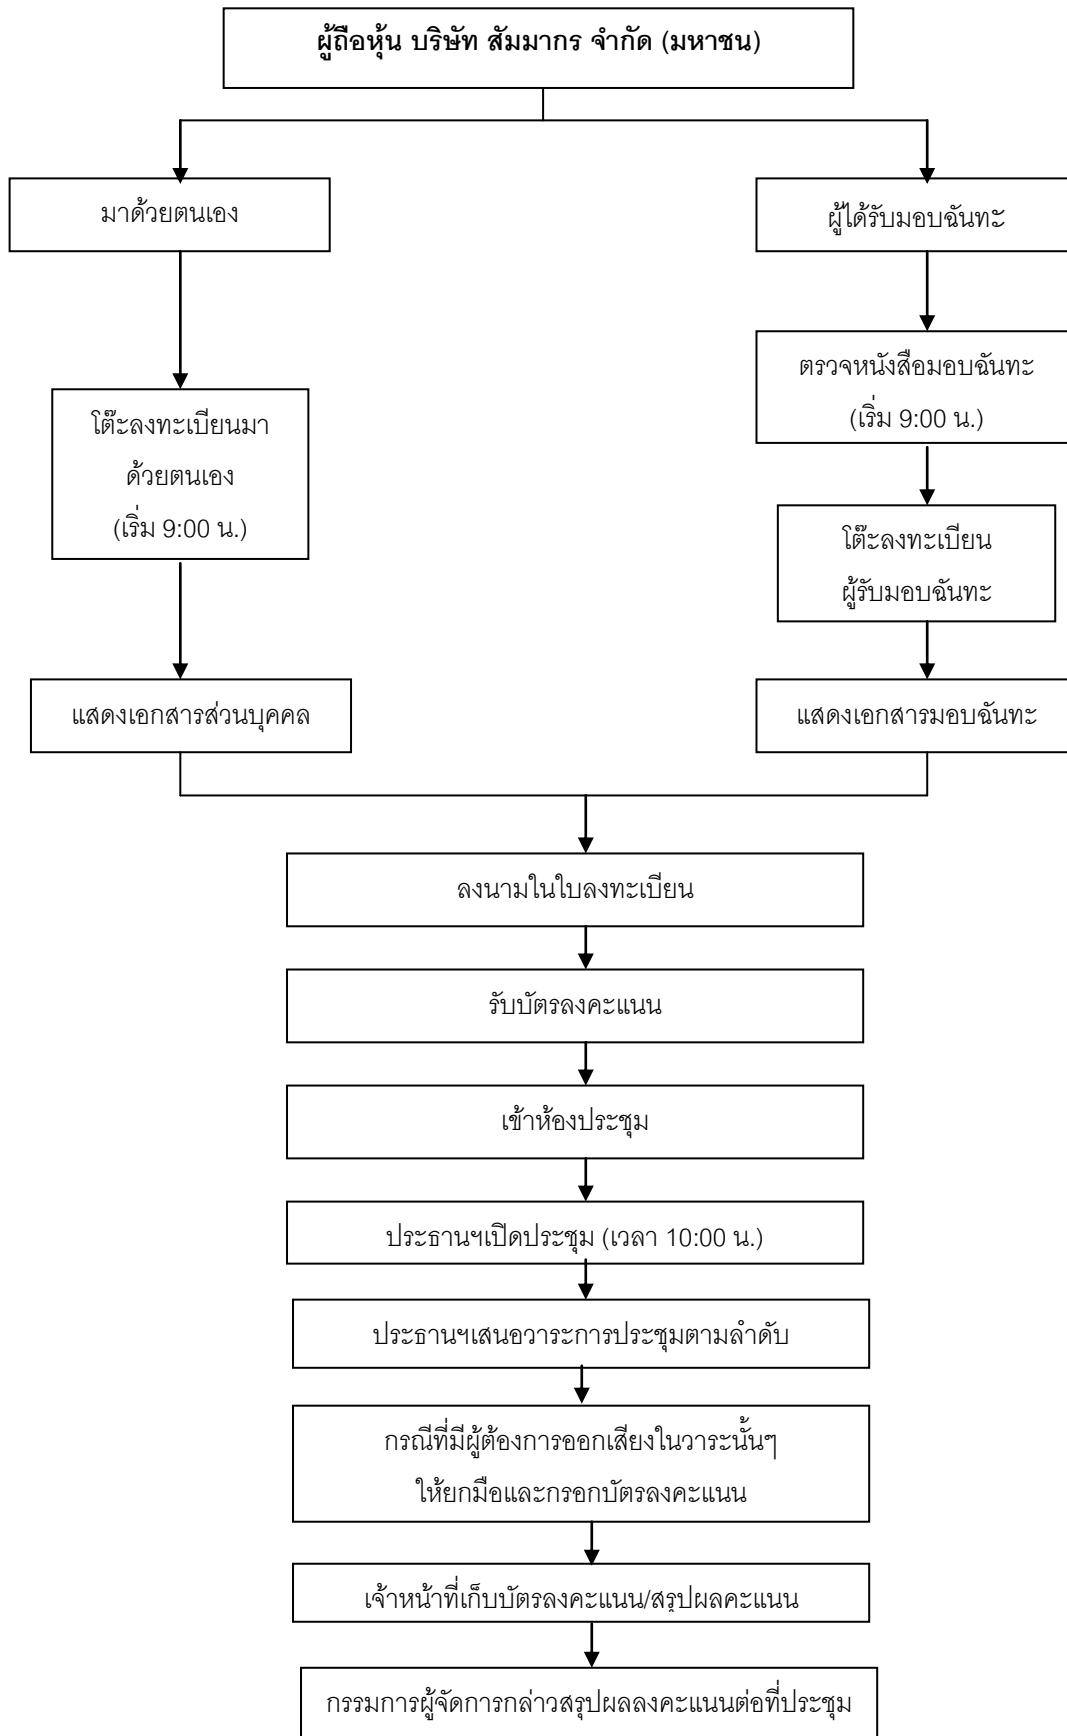 ผู้ถือหุ้น บริษัท สัมมากร จำกัด (มหาชน)
มาด้วยตนเอง
ผู้ได้รับมอบฉันทะ
ตรวจหนังสือมอบฉันทะ
(เริ่ม 9:00 น.)
โต๊ะลงทะเบียนมา
ด้วยตนเอง
(เริ่ม 9:00 น.)
โต๊ะลงทะเบียน
ผู้รับมอบฉันทะ
แสดงเอกสารส่วนบุคคล
แสดงเอกสารมอบฉันทะ
ลงนามในใบลงทะเบียน
รับบัตรลงคะแนน
เข้าห้องประชุม
ประธานฯเปิดประชุม (เวลา 10:00 น.)
ประธานฯเสนอวาระการประชุมตามลำดับ
กรณีที่มีผู้ต้องการออกเสียงในวาระนั้นๆ
ให้ยกมือและกรอกบัตรลงคะแนน
เจ้าหน้าที่เก็บบัตรลงคะแนน/สรุปผลคะแนน
กรรมการผู้จัดการกล่าวสรุปผลลงคะแนนต่อที่ประชุม